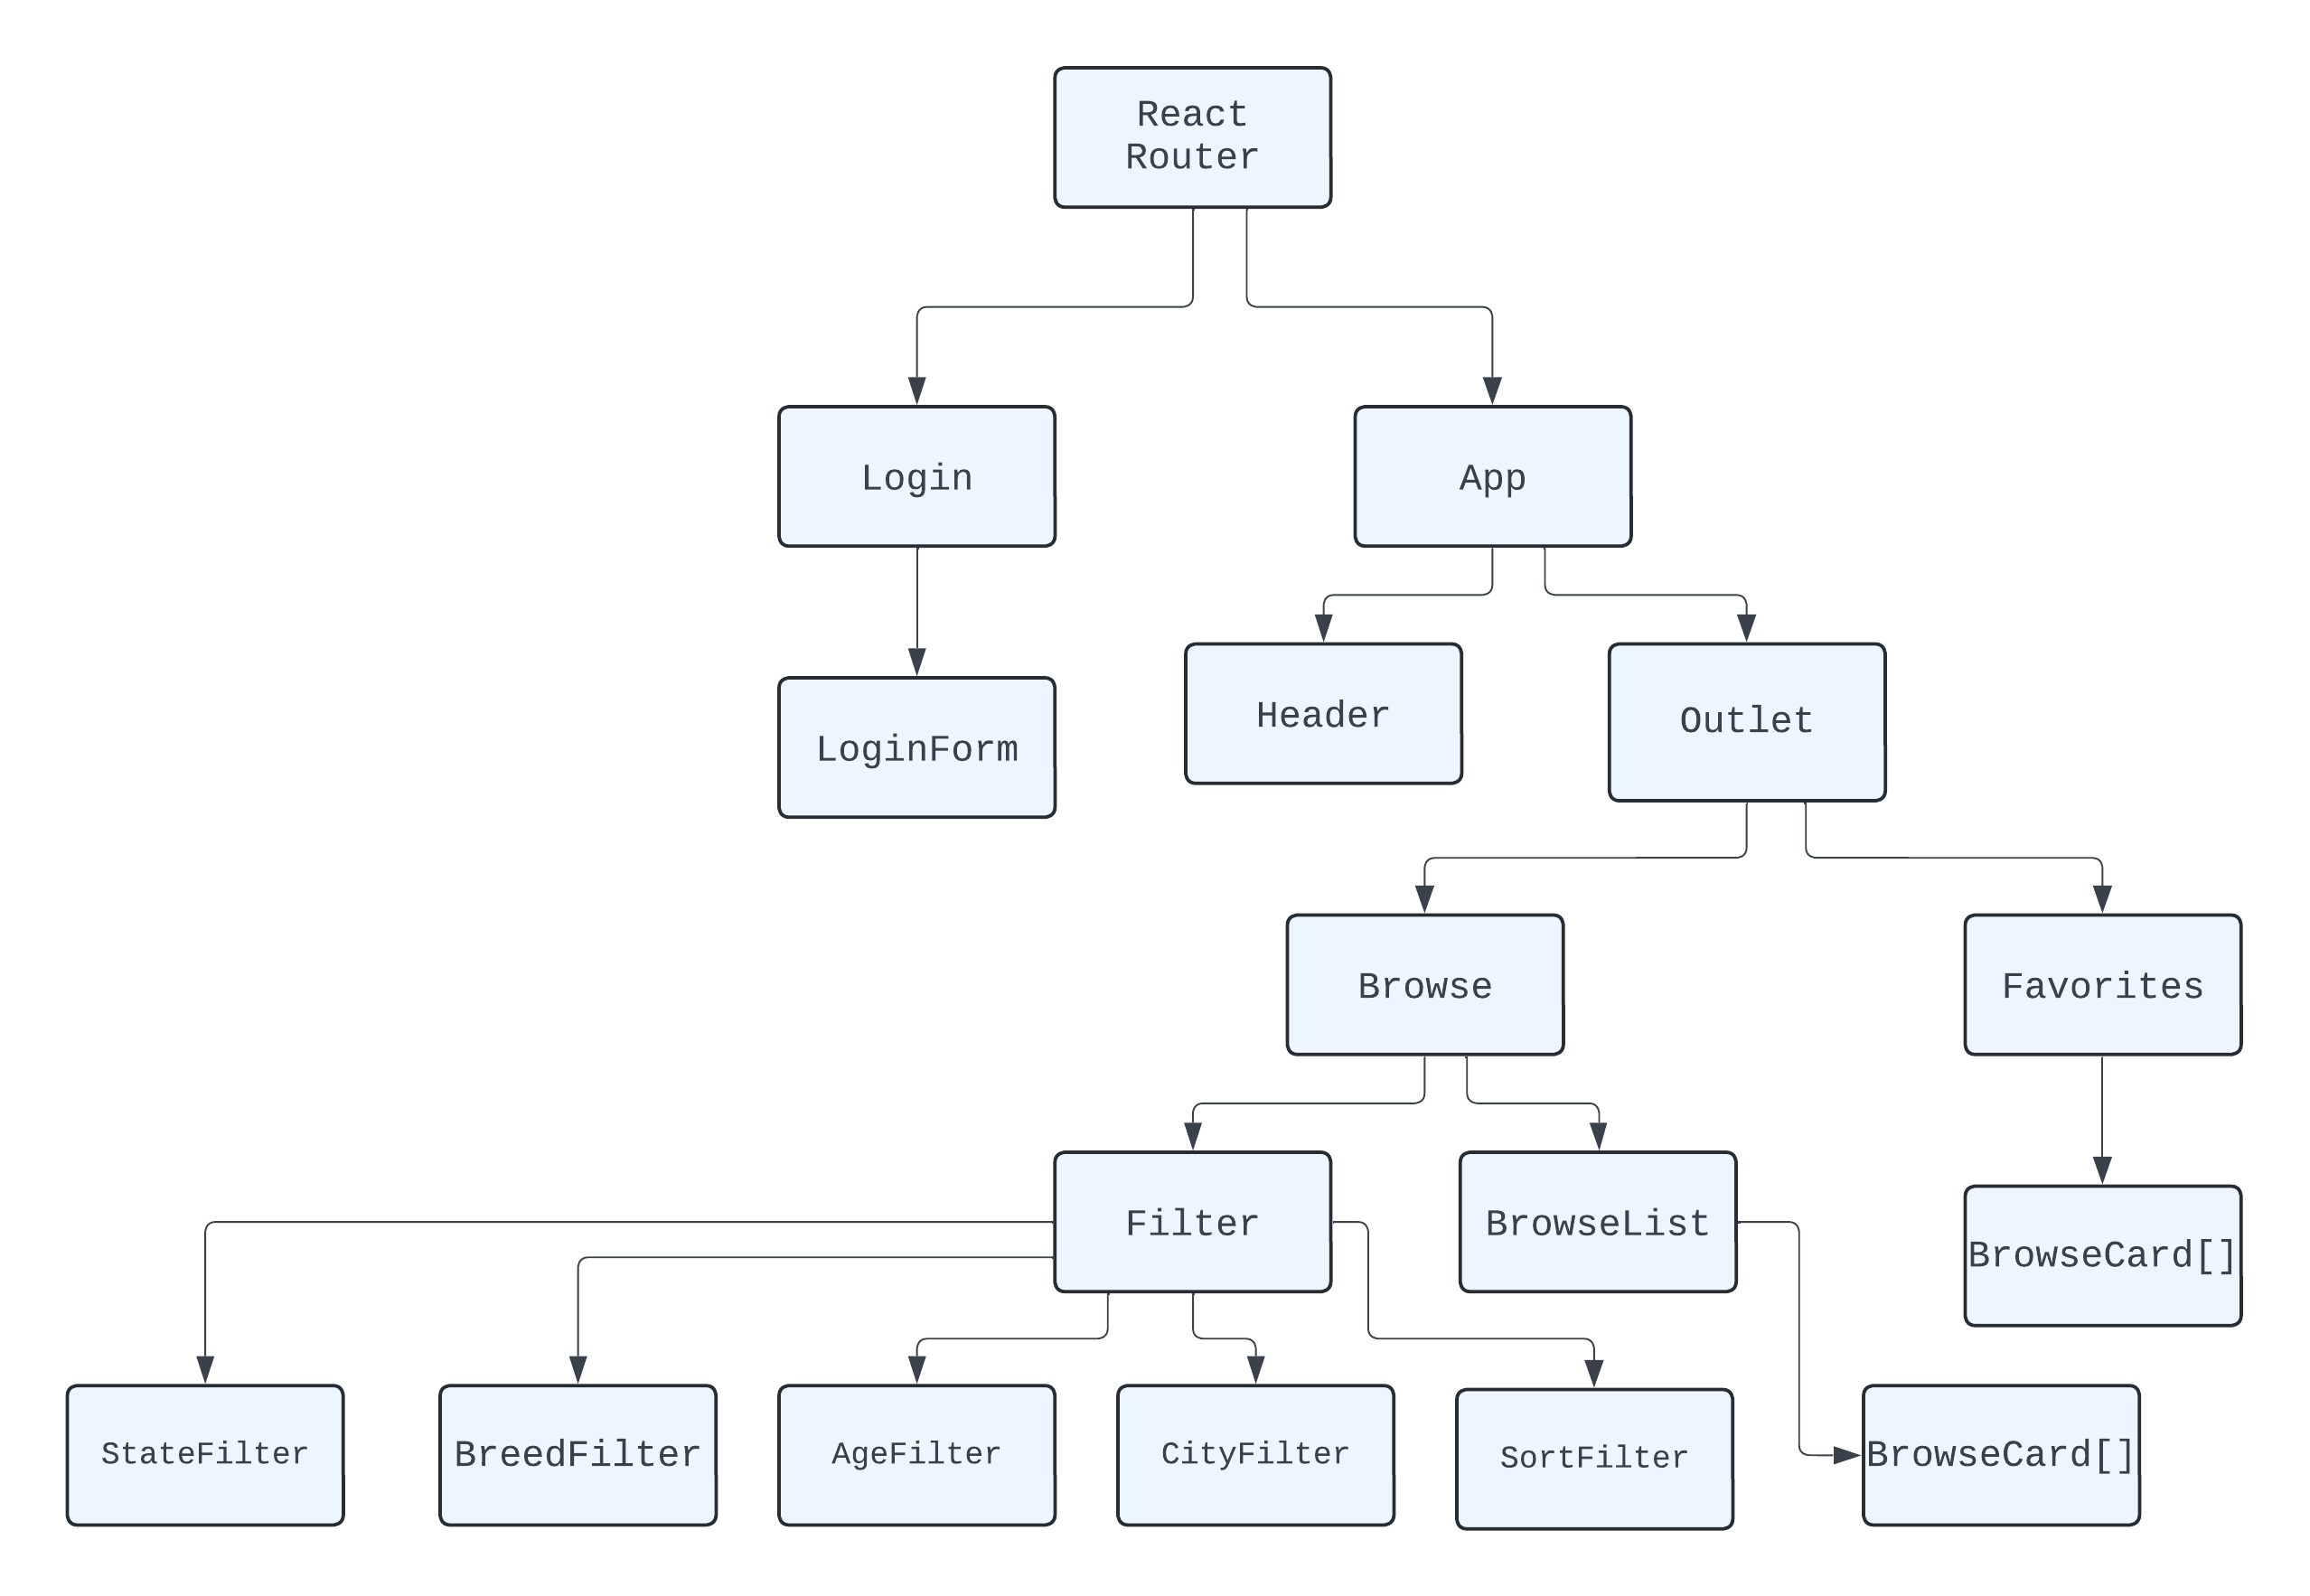 React
Router
Login
App
LoginForm
Header
Outlet
Browse
Favorites
Filter
BrowseList
BrowseCard[]
StateFilter
BreedFilter
AgeFilter
CityFilter
SortFilter
BrowseCard[]